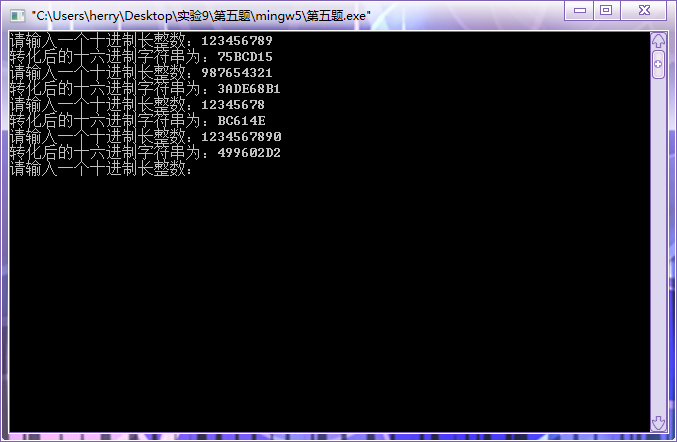 "C:\Users\herry\Desktop\实验9\第五题\mingw5\第五题.exe"
请输入一个十进制长整数：123456789
转化后的十六进制字符串为：75BCD15
请输入一个十进制长整数：987654321
转化后的十六进制字符串为：3ADE68B1
请输入一个十进制长整数：12345678
转化后的十六进制字符串为：BC614E
请输入一个十进制长整数：1234567890
转化后的十六进制字符串为：499602D2
请输入一个十进制长整数：